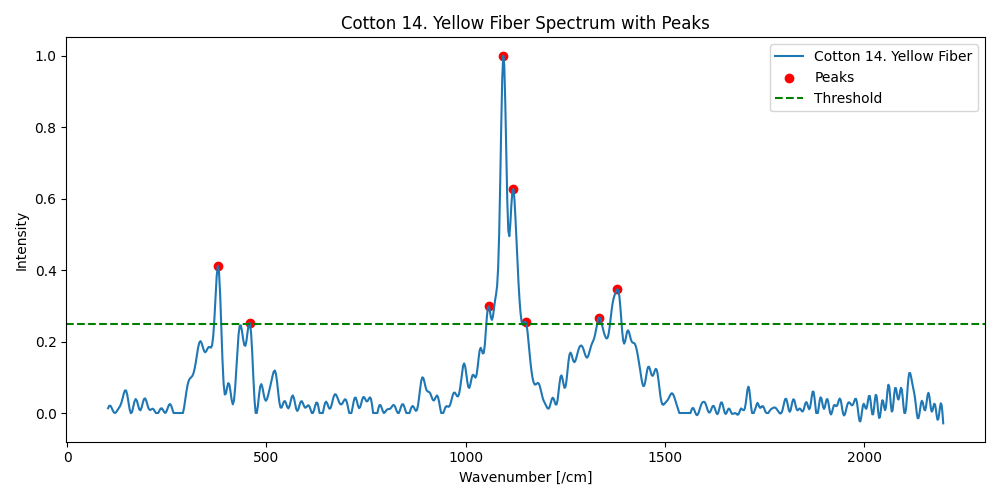 Cotton 14. Yellow Fiber Spectrum with Peaks
Cotton 14. Yellow Fiber
Peaks
Threshold
Intensity
1.0
0.8
0.6
0.4
0.2
0.0
0 500 1000 1500 2000
Wavenumber [/cm]